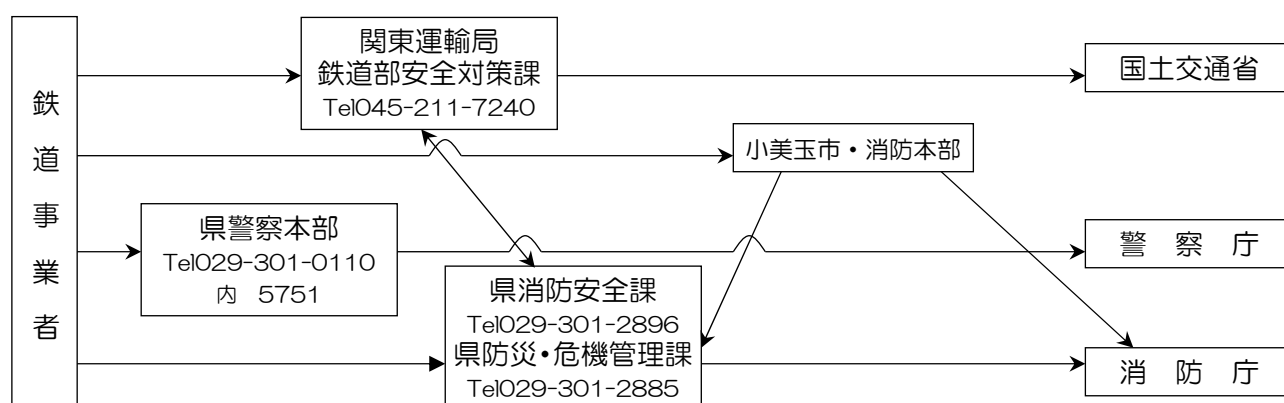 鉄道事業者
関東運輸局
鉄道部安全対策課
Tel045-211-7240
国土交通省
小美玉市・消防本部
県警察本部
Tel029-301-0110
内　5751
警　察　庁
県消防安全課
Tel029-301-2896
県防災・危機管理課
Tel029-301-2885
消　防　庁